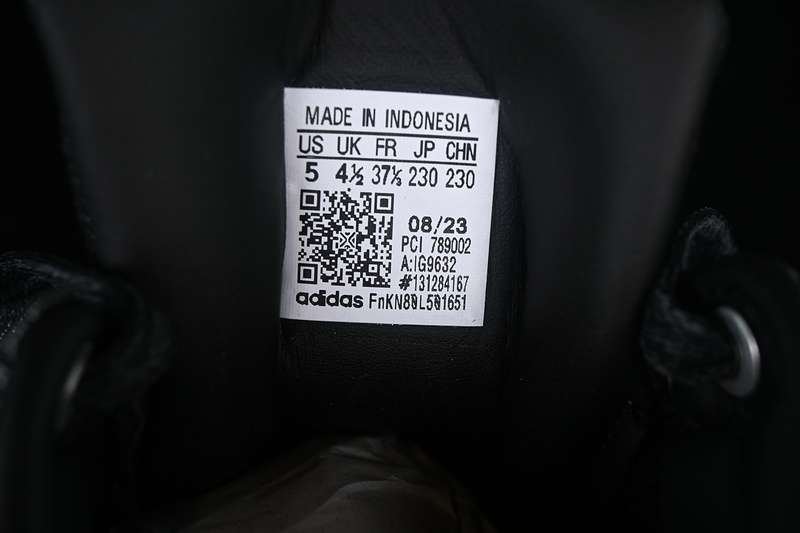 MADE IN INDONESIA
US UK FR JP CHN
5 4½ 37⅓ 230 230
08/23
PCI 789002
A:IG9632
#131284167
adidas FnKN80L501651